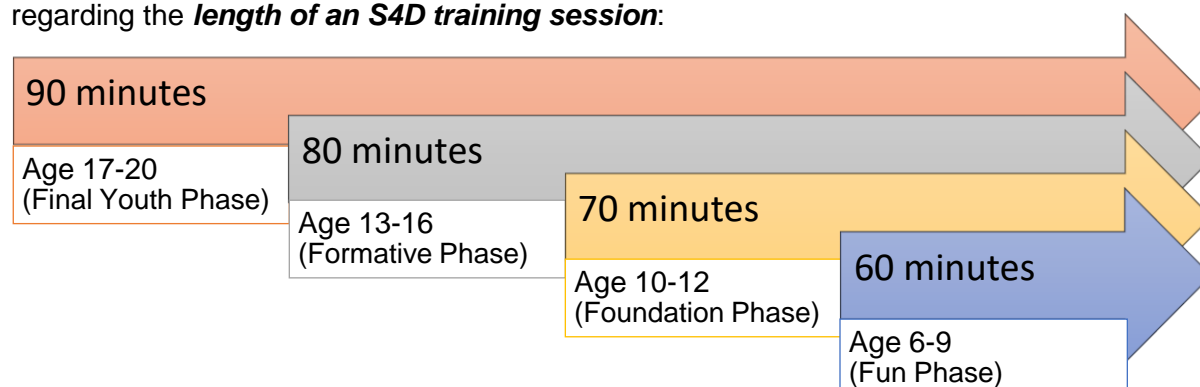 regarding the length of an S4D training session:
90 minutes
Age 17-20
(Final Youth Phase)
80 minutes
Age 13-16
(Formative Phase)
70 minutes
Age 10-12
(Foundation Phase)
60 minutes
Age 6-9
(Fun Phase)